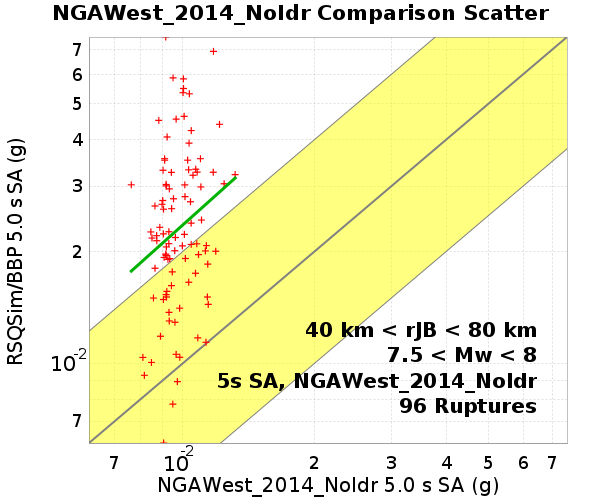 NGAWest_2014_NoIdr Comparison Scatter
7
6
5
4
3
2
10-2
7
RSQSim/BBP 5.0 s SA (g)
40 km < rJB < 80 km
7.5 < Mw < 8
5s SA, NGAWest_2014_NoIdr
96 Ruptures
7 10-2 2 3 4 5 6 7
NGAWest_2014_NoIdr 5.0 s SA (g)